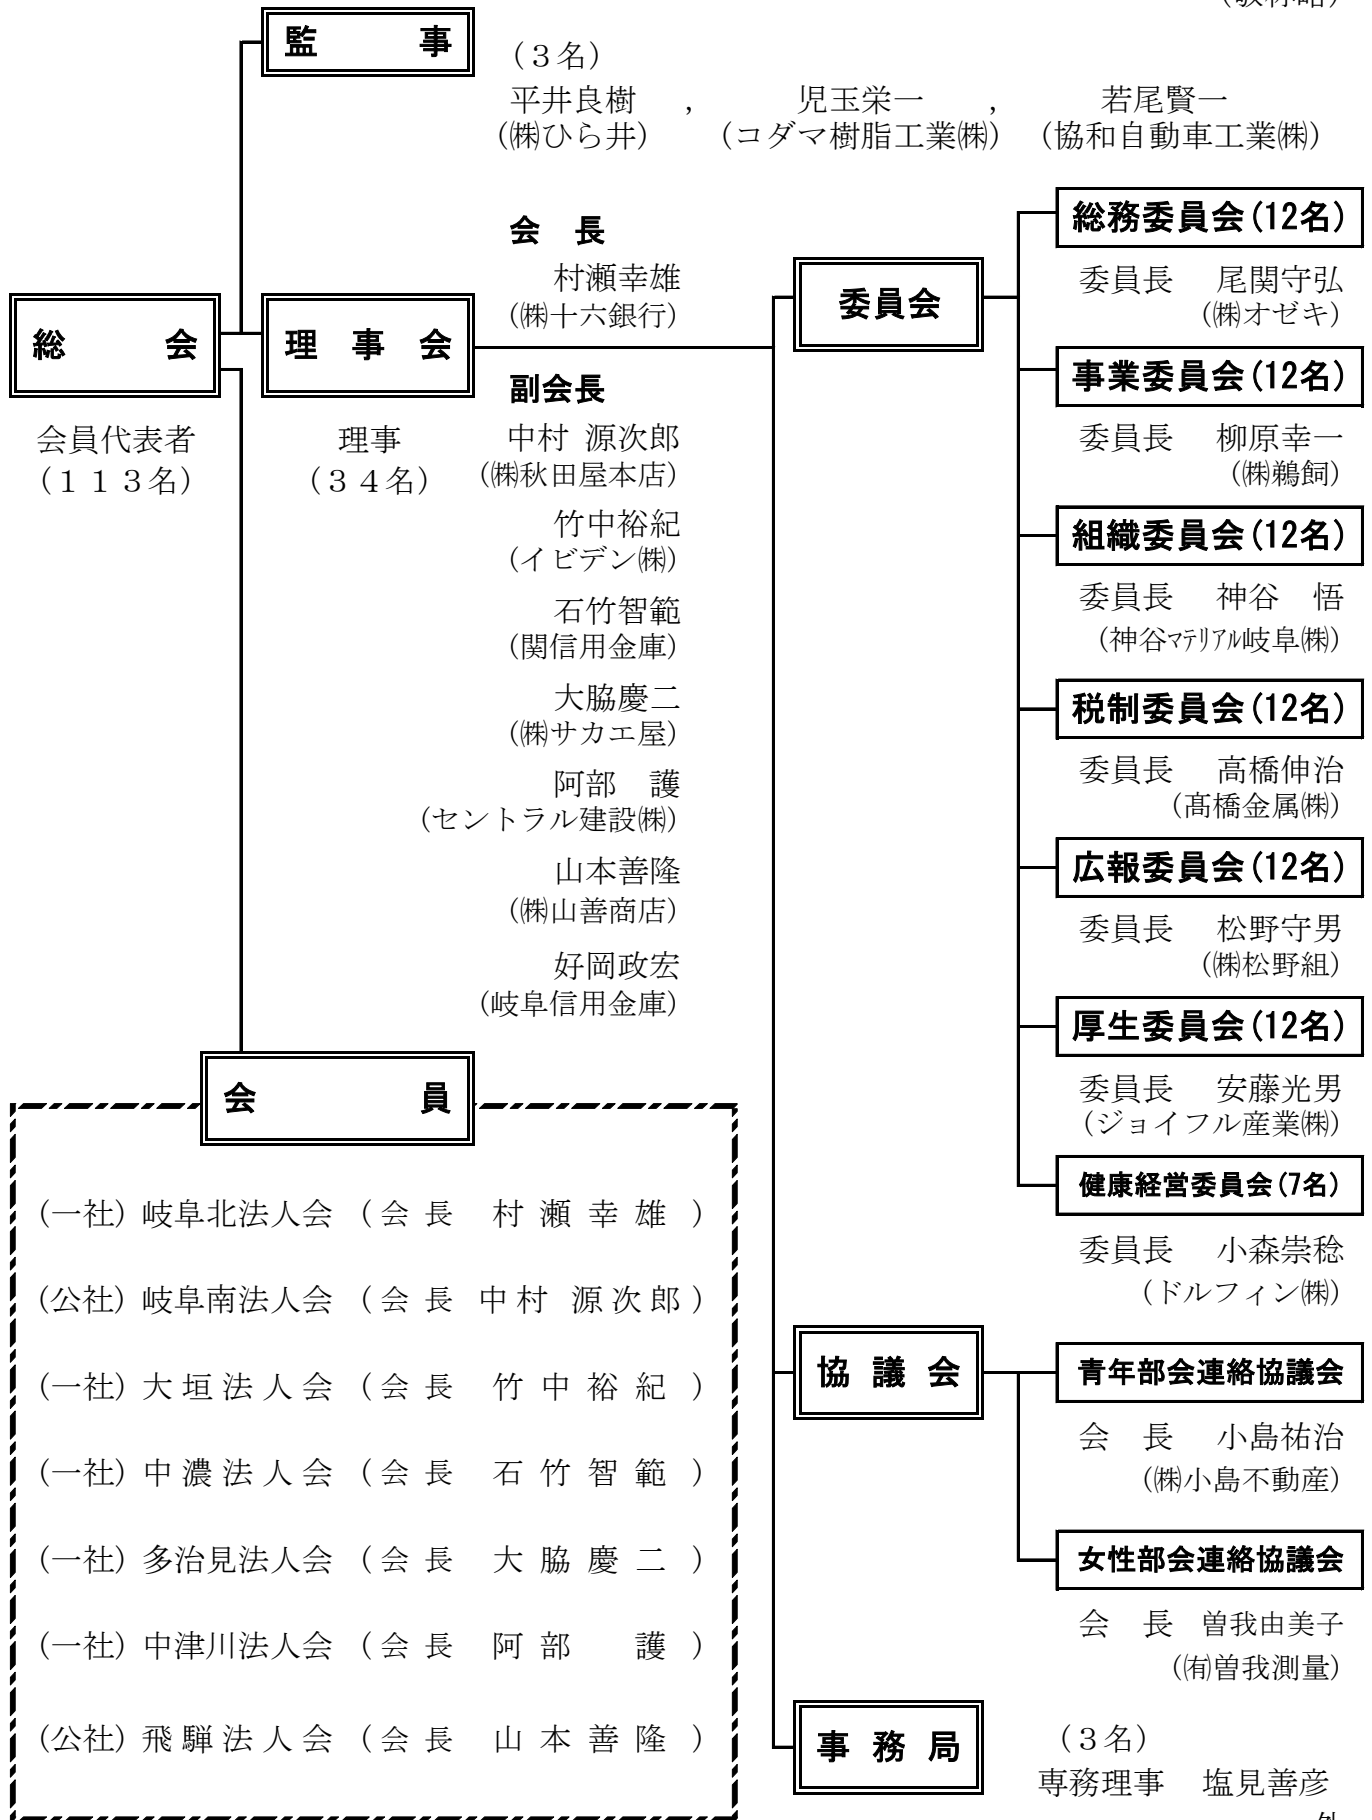 監　事
（３名）
平井良樹　，　児玉栄一　，　若尾賢一
(㈱ひら井)　(コダマ樹脂工業㈱)　(協和自動車工業㈱)
総　会
会員代表者
（１１３名）
理 事 会
理事
（３４名）
会　長
村瀬幸雄
(㈱十六銀行)
副会長
中村 源次郎
(㈱秋田屋本店)
竹中裕紀
(イビデン㈱)
石竹智範
(関信用金庫)
大脇慶二
(㈱サカエ屋)
阿部　護
(セントラル建設㈱)
山本善隆
(㈱山善商店)
好岡政宏
(岐阜信用金庫)
委員会
総務委員会(12名)
委員長　尾関守弘
(㈱オゼキ)
事業委員会(12名)
委員長　柳原幸一
(㈱鵜飼)
組織委員会(12名)
委員長　神谷　悟
(神谷ﾏﾃﾘｱﾙ岐阜㈱)
税制委員会(12名)
委員長　高橋伸治
(髙橋金属㈱)
広報委員会(12名)
委員長　松野守男
(㈱松野組)
厚生委員会(12名)
委員長　安藤光男
(ジョイフル産業㈱)
健康経営委員会(7名)
委員長　小森崇稔
(ドルフィン㈱)
協 議 会
青年部会連絡協議会
会　長　小島祐治
(㈱小島不動産)
女性部会連絡協議会
会　長　曽我由美子
(㈲曽我測量)
事 務 局
（３名）
専務理事　塩見善彦
会　員
(一社) 岐阜北法人会 （会 長　村 瀬 幸 雄 ）
(公社) 岐阜南法人会 （会 長　中村 源次郎）
(一社) 大垣法人会 （会 長　竹 中 裕 紀 ）
(一社) 中濃法人会 （会 長　石 竹 智 範 ）
(一社) 多治見法人会 （会 長　大 脇 慶 二 ）
(一社) 中津川法人会 （会 長　阿 部　護 ）
(公社) 飛騨法人会 （会 長　山 本 善 隆 ）